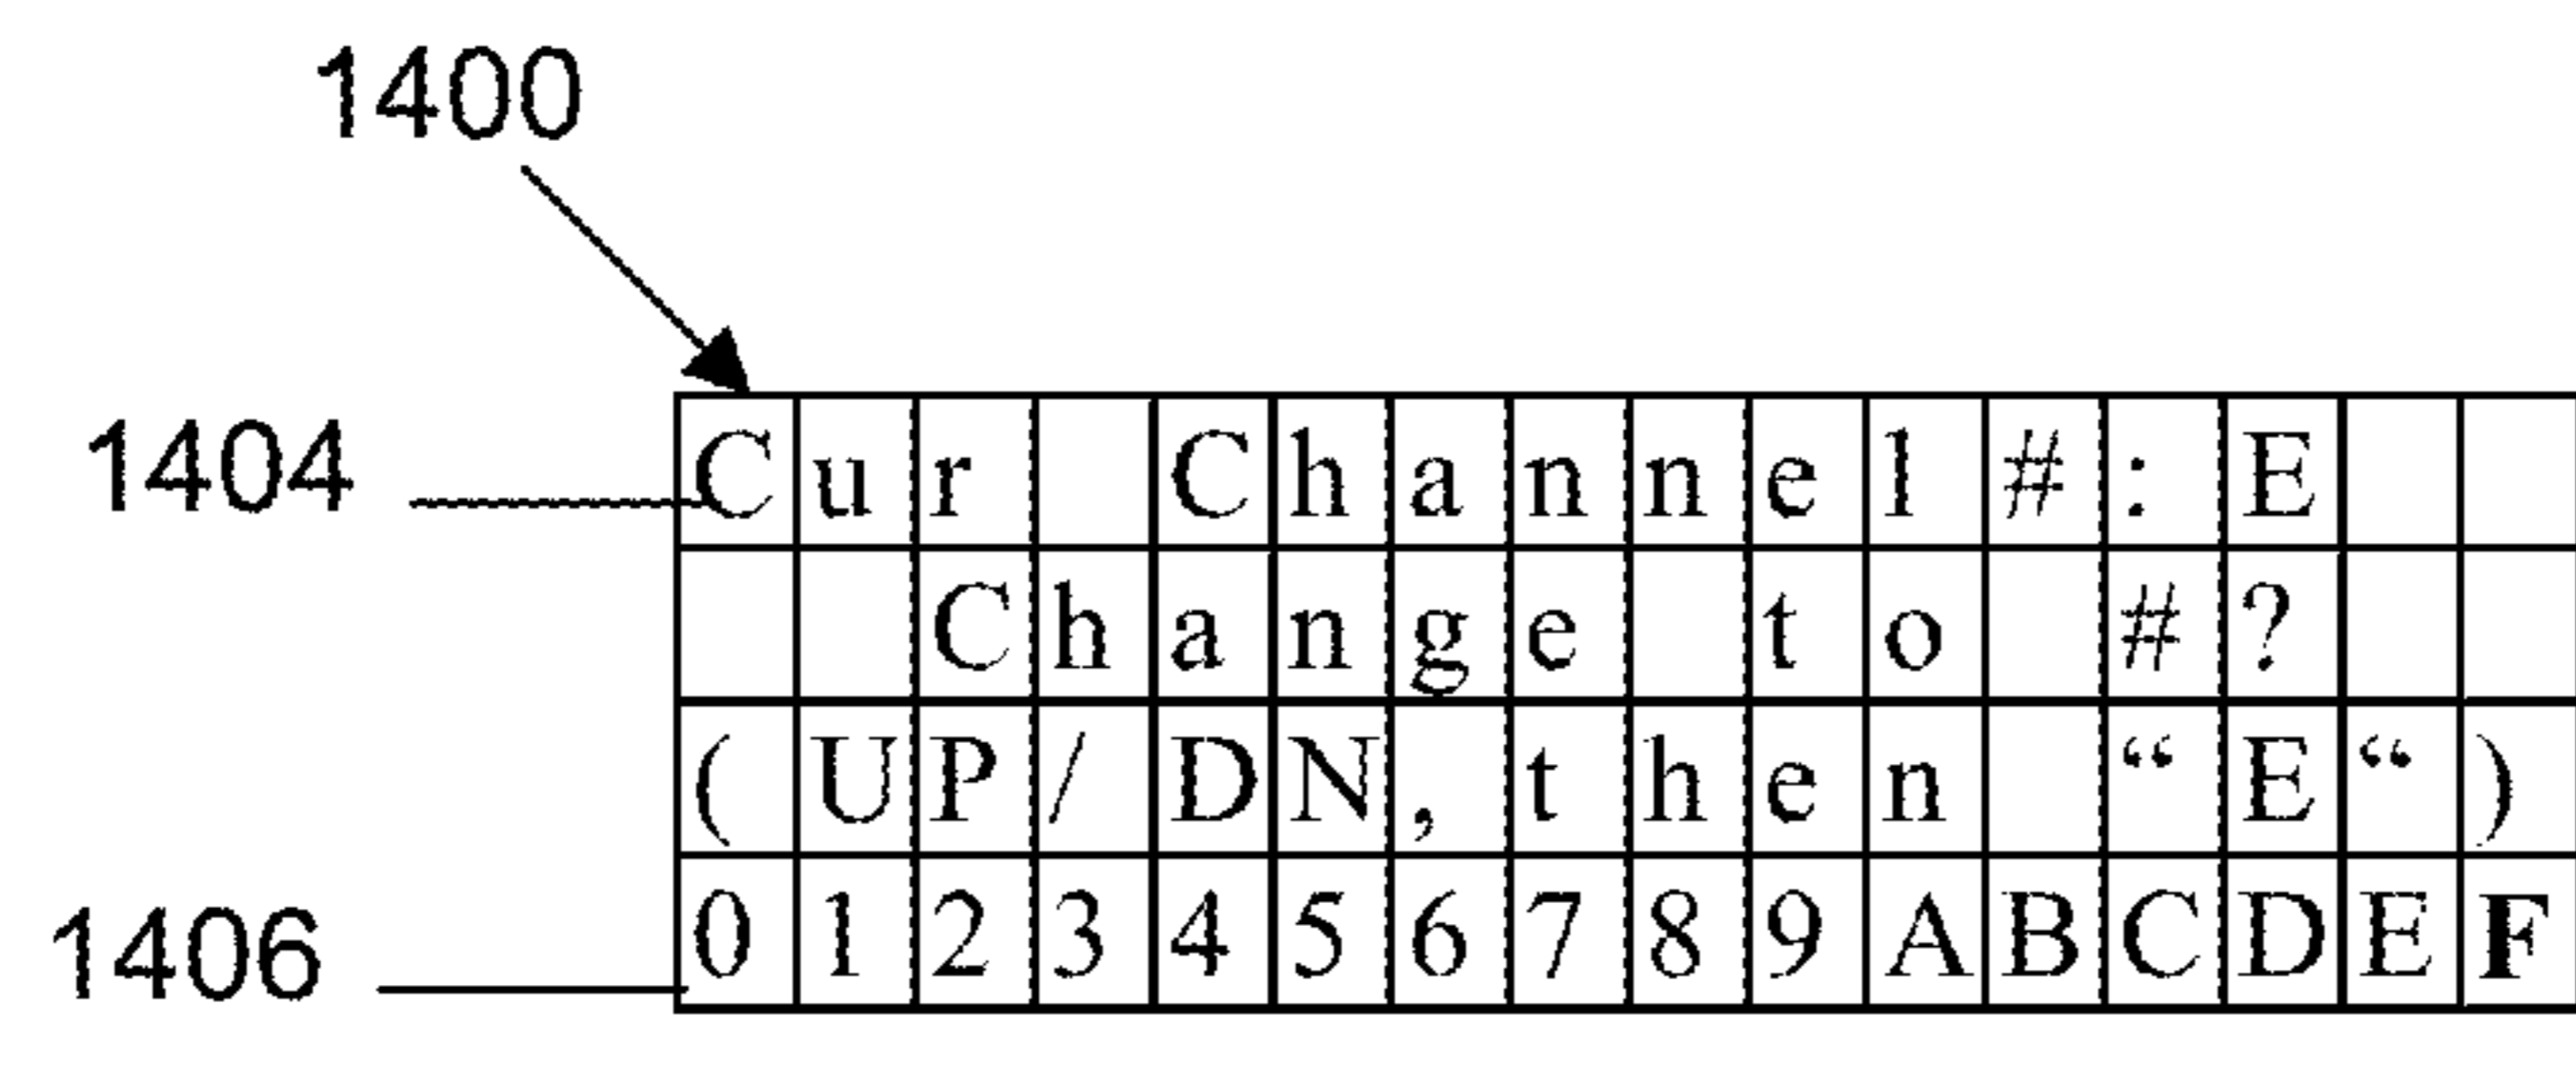 1400
1404
Cur Channel#:E
Change to #?
(UP/DN,then “E“)
1406
0123456789ABCDEF